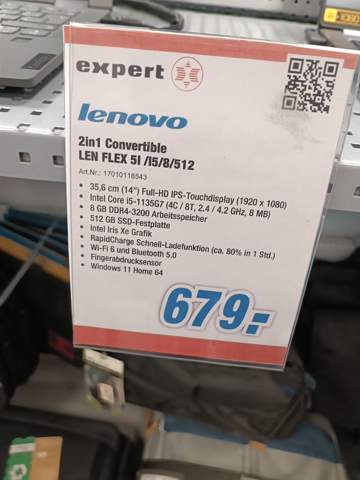 expert
lenovo
2in1 Convertible
LEN FLEX 5I /I5/8/512
Art.Nr.: 17010118543
• 35,6 cm (14") Full-HD IPS-Touchdisplay (1920 x 1080)
• Intel Core i5-1135G7 (4C / 8T, 2.4 / 4.2 GHz, 8 MB)
• 8 GB DDR4-3200 Arbeitsspeicher
• 512 GB SSD-Festplatte
• Intel Iris Xe Grafik
• RapidCharge Schnell-Ladefunktion (ca. 80% in 1 Std.)
• Wi-Fi 6 und Bluetooth 5.0
• Fingerabdrucksensor
• Windows 11 Home 64
679.-